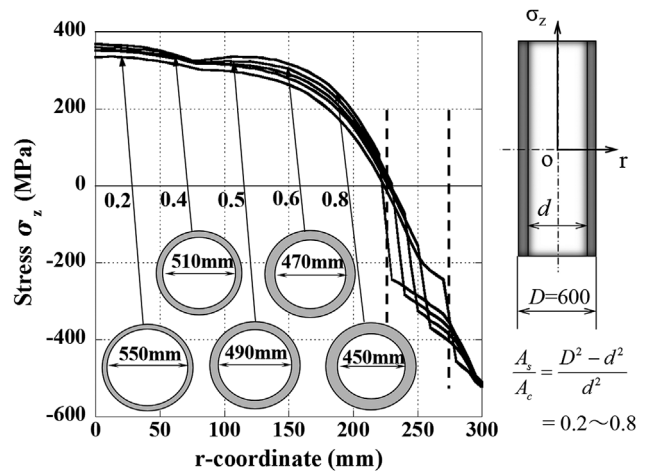 400
200
0
-200
-400
-600
Stress σz (MPa)
0.2 0.4 0.5 0.6 0.8
510mm 470mm
550mm 490mm 450mm
0 50 100 150 200 250 300
r-coordinate (mm)
σz
o r
d
D=600
As/Ac = (D² − d²)/d²
= 0.2～0.8